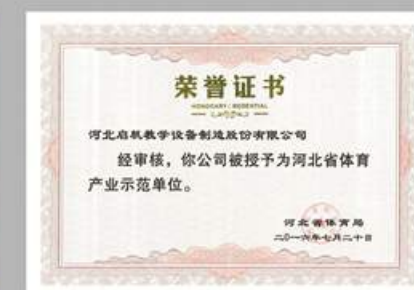 荣誉证书
河北启帆教学设备制造股份有限公司
经审核，你公司被授予为河北省体育
产业示范单位。
河北省体育局
二〇一六年七月二十日